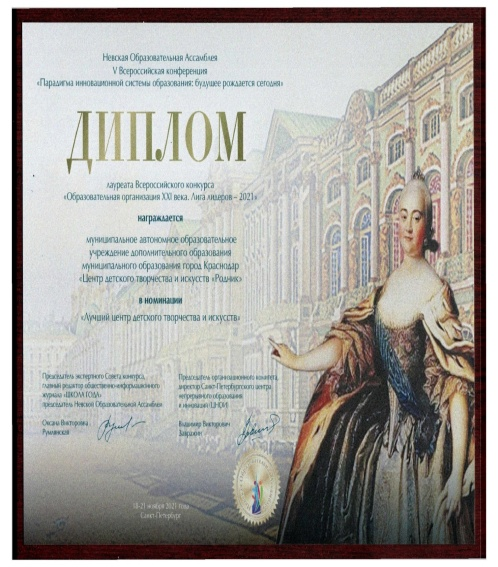 Невская Образовательная Ассамблея
V Всероссийская конференция
«Парадигма инновационной системы образования: будущее рождается сегодня»
ДИПЛОМ
лауреата Всероссийского конкурса
«Образовательная организация XXI века. Лига лидеров – 2021»
награждается
муниципальное автономное образовательное
учреждение дополнительного образования
муниципального образования город Краснодар
«Центр детского творчества и искусств «Родник»
в номинации
«Лучший центр детского творчества и искусств»
Председатель экспертного Совета конкурса,
главный редактор общественно-информационного
журнала «ШКОЛА ГОДА»
председатель Невской Образовательной Ассамблеи
Оксана Викторовна
Румлянской
Председатель организационного комитета,
директор Санкт-Петербургского центра
непрерывного образования
и инноваций (ЦНОИ)
Владимир Викторович
18-21 ноября 2021 года
Санкт-Петербург